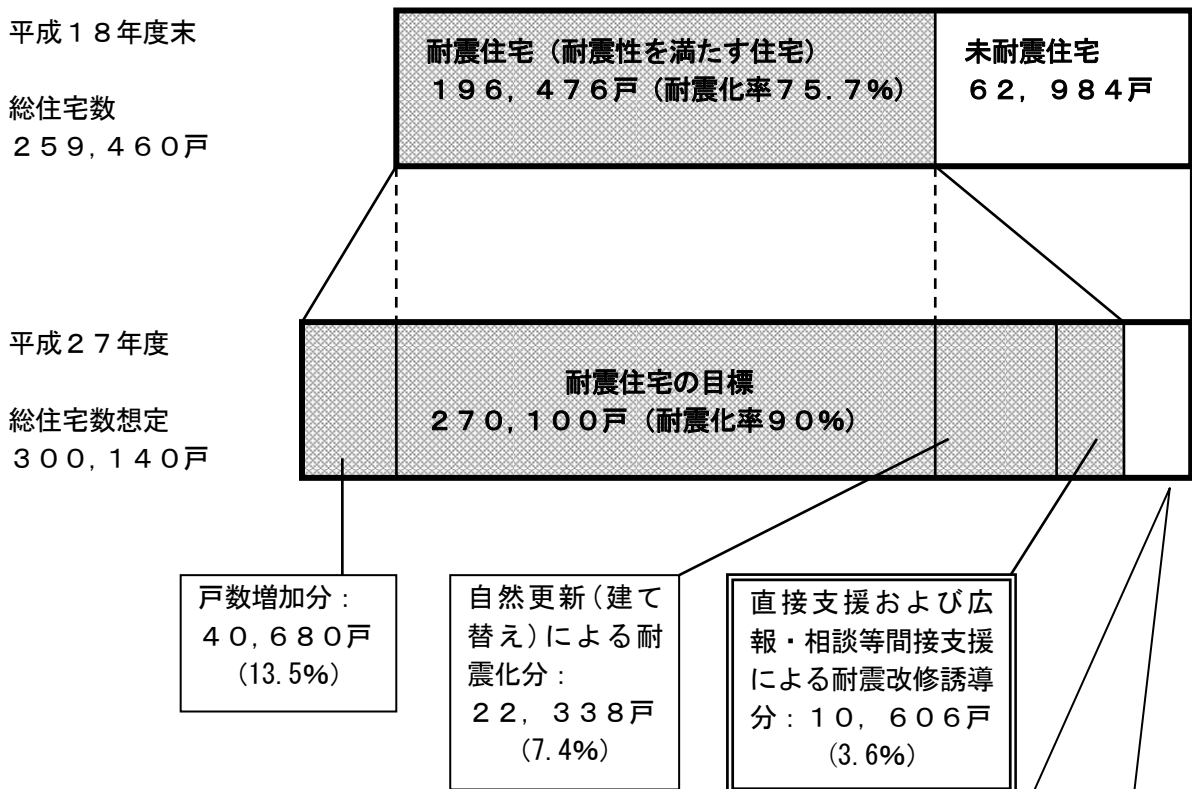 平成１８年度末
総住宅数
２５９,４６０戸
耐震住宅（耐震性を満たす住宅）
１９６，４７６戸（耐震化率７５.７%）
未耐震住宅
６２，９８４戸
平成２７年度
総住宅数想定
３００,１４０戸
耐震住宅の目標
２７０,１００戸（耐震化率９０%）
戸数増加分：
４０,６８０戸
(13.5%)
自然更新（建て
替え）による耐
震化分：
２２，３３８戸
(7.4%)
直接支援および広
報・相談等間接支援
による耐震改修誘導
分：１０，６０６戸
(3.6%)